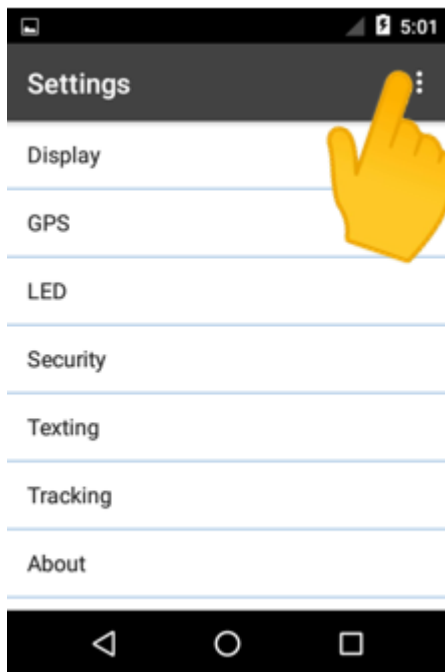 5:01
Settings
Display
GPS
LED
Security
Texting
Tracking
About